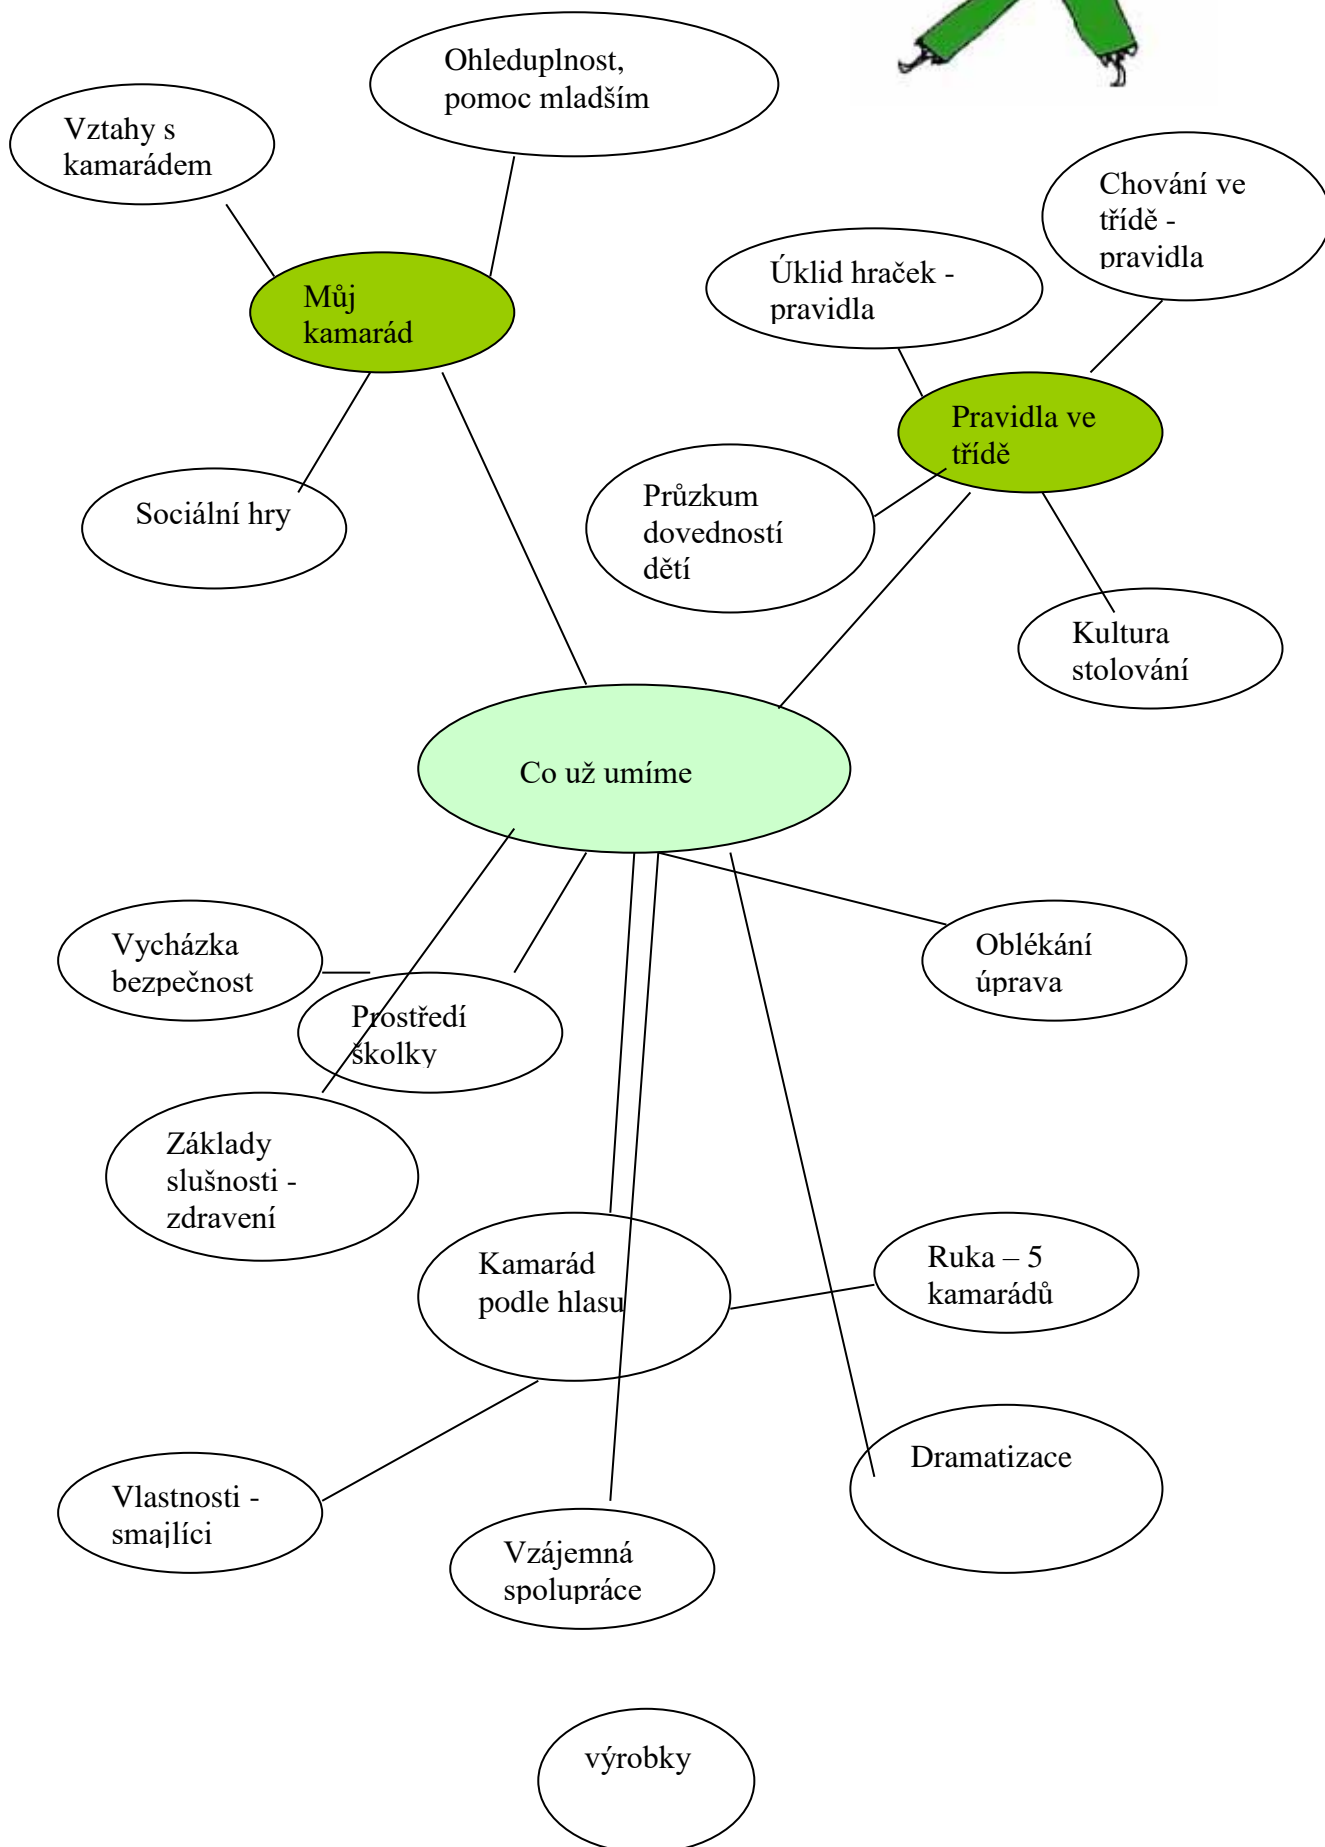 Ohleduplnost,
pomoc mladším
Vztahy s
kamarádem
Chování ve
třídě -
pravidla
Úklid hraček -
pravidla
Můj
kamarád
Pravidla ve
třídě
Průzkum
dovedností
dětí
Sociální hry
Kultura
stolování
Co už umíme
Vycházka
bezpečnost
Oblékání
úprava
Prostředí
školky
Základy
slušnosti -
zdravení
Kamarád
podle hlasu
Ruka – 5
kamarádů
Dramatizace
Vlastnosti -
smajlíci
Vzájemná
spolupráce
výrobky